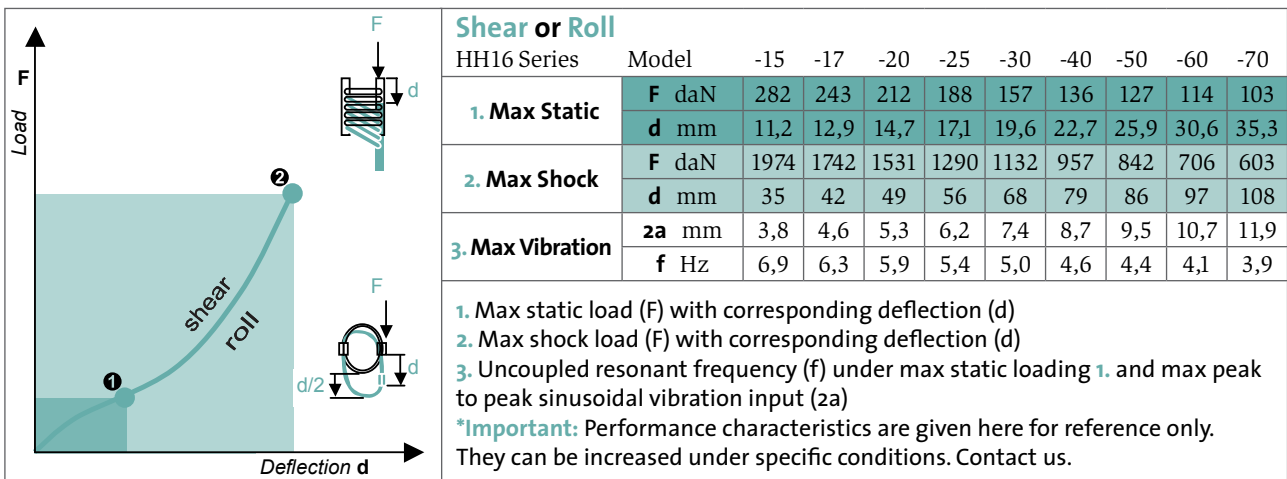 F
Load
F
d
❷
shear
roll
❶
F
d/2
d
Deflection d
Shear or Roll
HH16 Series Model -15 -17 -20 -25 -30 -40 -50 -60 -70
1. Max Static F daN 282 243 212 188 157 136 127 114 103
d mm 11,2 12,9 14,7 17,1 19,6 22,7 25,9 30,6 35,3
2. Max Shock F daN 1974 1742 1531 1290 1132 957 842 706 603
d mm 35 42 49 56 68 79 86 97 108
3. Max Vibration 2a mm 3,8 4,6 5,3 6,2 7,4 8,7 9,5 10,7 11,9
f Hz 6,9 6,3 5,9 5,4 5,0 4,6 4,4 4,1 3,9
1. Max static load (F) with corresponding deflection (d)
2. Max shock load (F) with corresponding deflection (d)
3. Uncoupled resonant frequency (f) under max static loading 1. and max peak
to peak sinusoidal vibration input (2a)
*Important: Performance characteristics are given here for reference only.
They can be increased under specific conditions. Contact us.